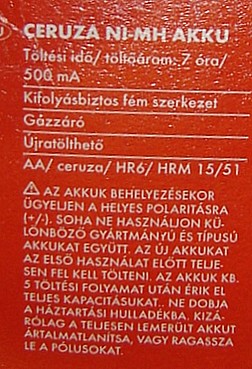 CERUZA NI-MH AKKU
Töltési idő/ töltőáram: 7 óra/
500 mA
Kifolyásbiztos fém szerkezet
Gázzáró
Újratölthető
AA/ ceruza/ HR6/ HRM 15/51
⚠ AZ AKKUK BEHELYEZÉSEKOR
ÜGYELJEN A HELYES POLARITÁSRA
(+/-). SOHA NE HASZNÁLJON KÜ-
LÖNBÖZŐ GYÁRTMÁNYÚ ÉS TÍPUSÚ
AKKUKAT EGYÜTT. AZ ÚJ AKKUKAT
AZ ELSŐ HASZNÁLAT ELŐTT TELJE-
SEN FEL KELL TÖLTENI. AZ AKKUK KB.
5 TÖLTÉSI FOLYAMAT UTÁN ÉRIK EL
TELJES KAPACITÁSUKAT.. NE DOBJA
A HÁZTARTÁSI HULLADÉKBA. KIZÁ-
RÓLAG A TELJESEN LEMERÜLT AKKUT
ÁRTALMATLANÍTSA, VAGY RAGASSZA
LE A PÓLUSOKAT.